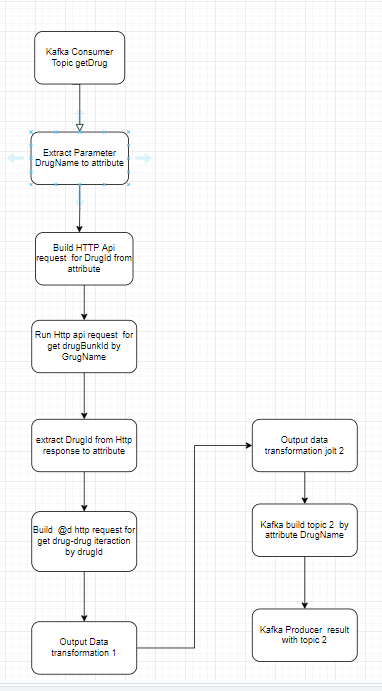 Kafka Consumer
Topic getDrug
Extract Parameter
DrugName to attribute
Build HTTP Api
request for DrugId from
attribute
Run Http api request for
get drugBunkId by
GrugName
extract DrugId from Http
response to attribute
Build @d http request for
get drug-drug iteraction
by drugId
Output Data
transformation 1
Output data
transformation jolt 2
Kafka build topic 2 by
attribute DrugName
Kafka Producer result
with topic 2